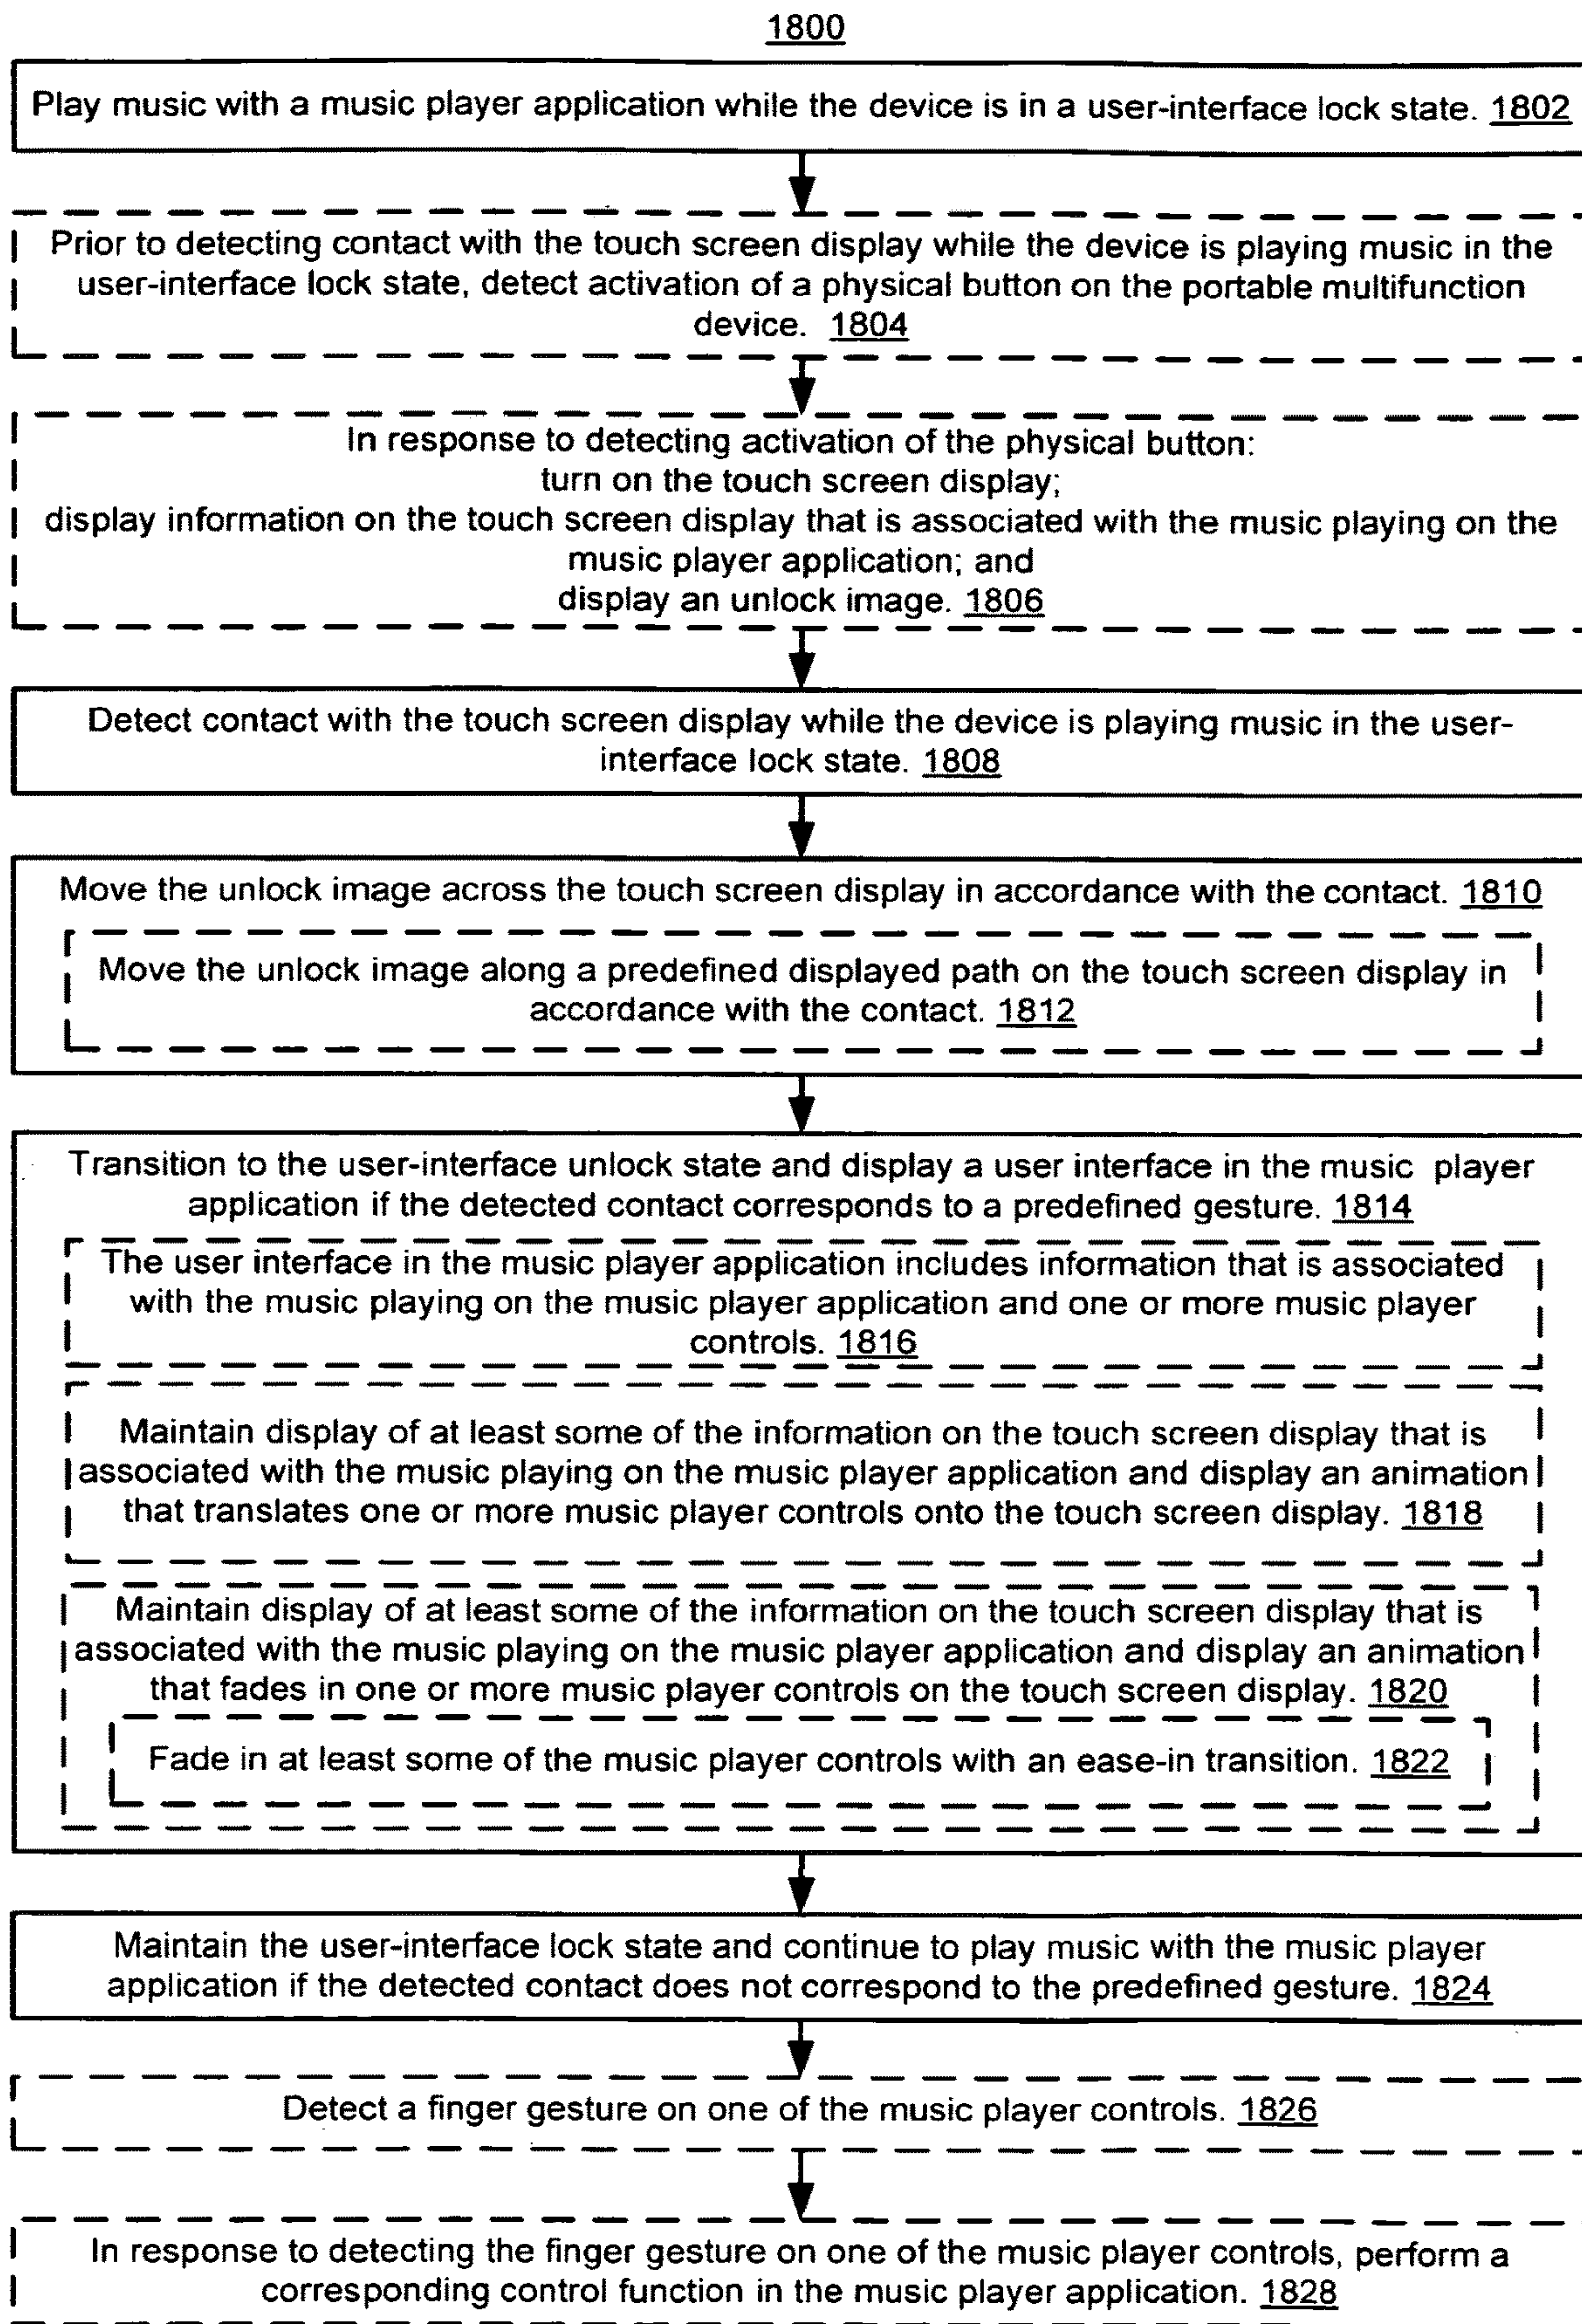 1800
Play music with a music player application while the device is in a user-interface lock state. 1802
Prior to detecting contact with the touch screen display while the device is playing music in the
user-interface lock state, detect activation of a physical button on the portable multifunction
device. 1804
In response to detecting activation of the physical button:
turn on the touch screen display;
display information on the touch screen display that is associated with the music playing on the
music player application; and
display an unlock image. 1806
Detect contact with the touch screen display while the device is playing music in the user-
interface lock state. 1808
Move the unlock image across the touch screen display in accordance with the contact. 1810
Move the unlock image along a predefined displayed path on the touch screen display in
accordance with the contact. 1812
Transition to the user-interface unlock state and display a user interface in the music player
application if the detected contact corresponds to a predefined gesture. 1814
The user interface in the music player application includes information that is associated
with the music playing on the music player application and one or more music player
controls. 1816
Maintain display of at least some of the information on the touch screen display that is
associated with the music playing on the music player application and display an animation
that translates one or more music player controls onto the touch screen display. 1818
Maintain display of at least some of the information on the touch screen display that is
associated with the music playing on the music player application and display an animation
that fades in one or more music player controls on the touch screen display. 1820
Fade in at least some of the music player controls with an ease-in transition. 1822
Maintain the user-interface lock state and continue to play music with the music player
application if the detected contact does not correspond to the predefined gesture. 1824
Detect a finger gesture on one of the music player controls. 1826
In response to detecting the finger gesture on one of the music player controls, perform a
corresponding control function in the music player application. 1828